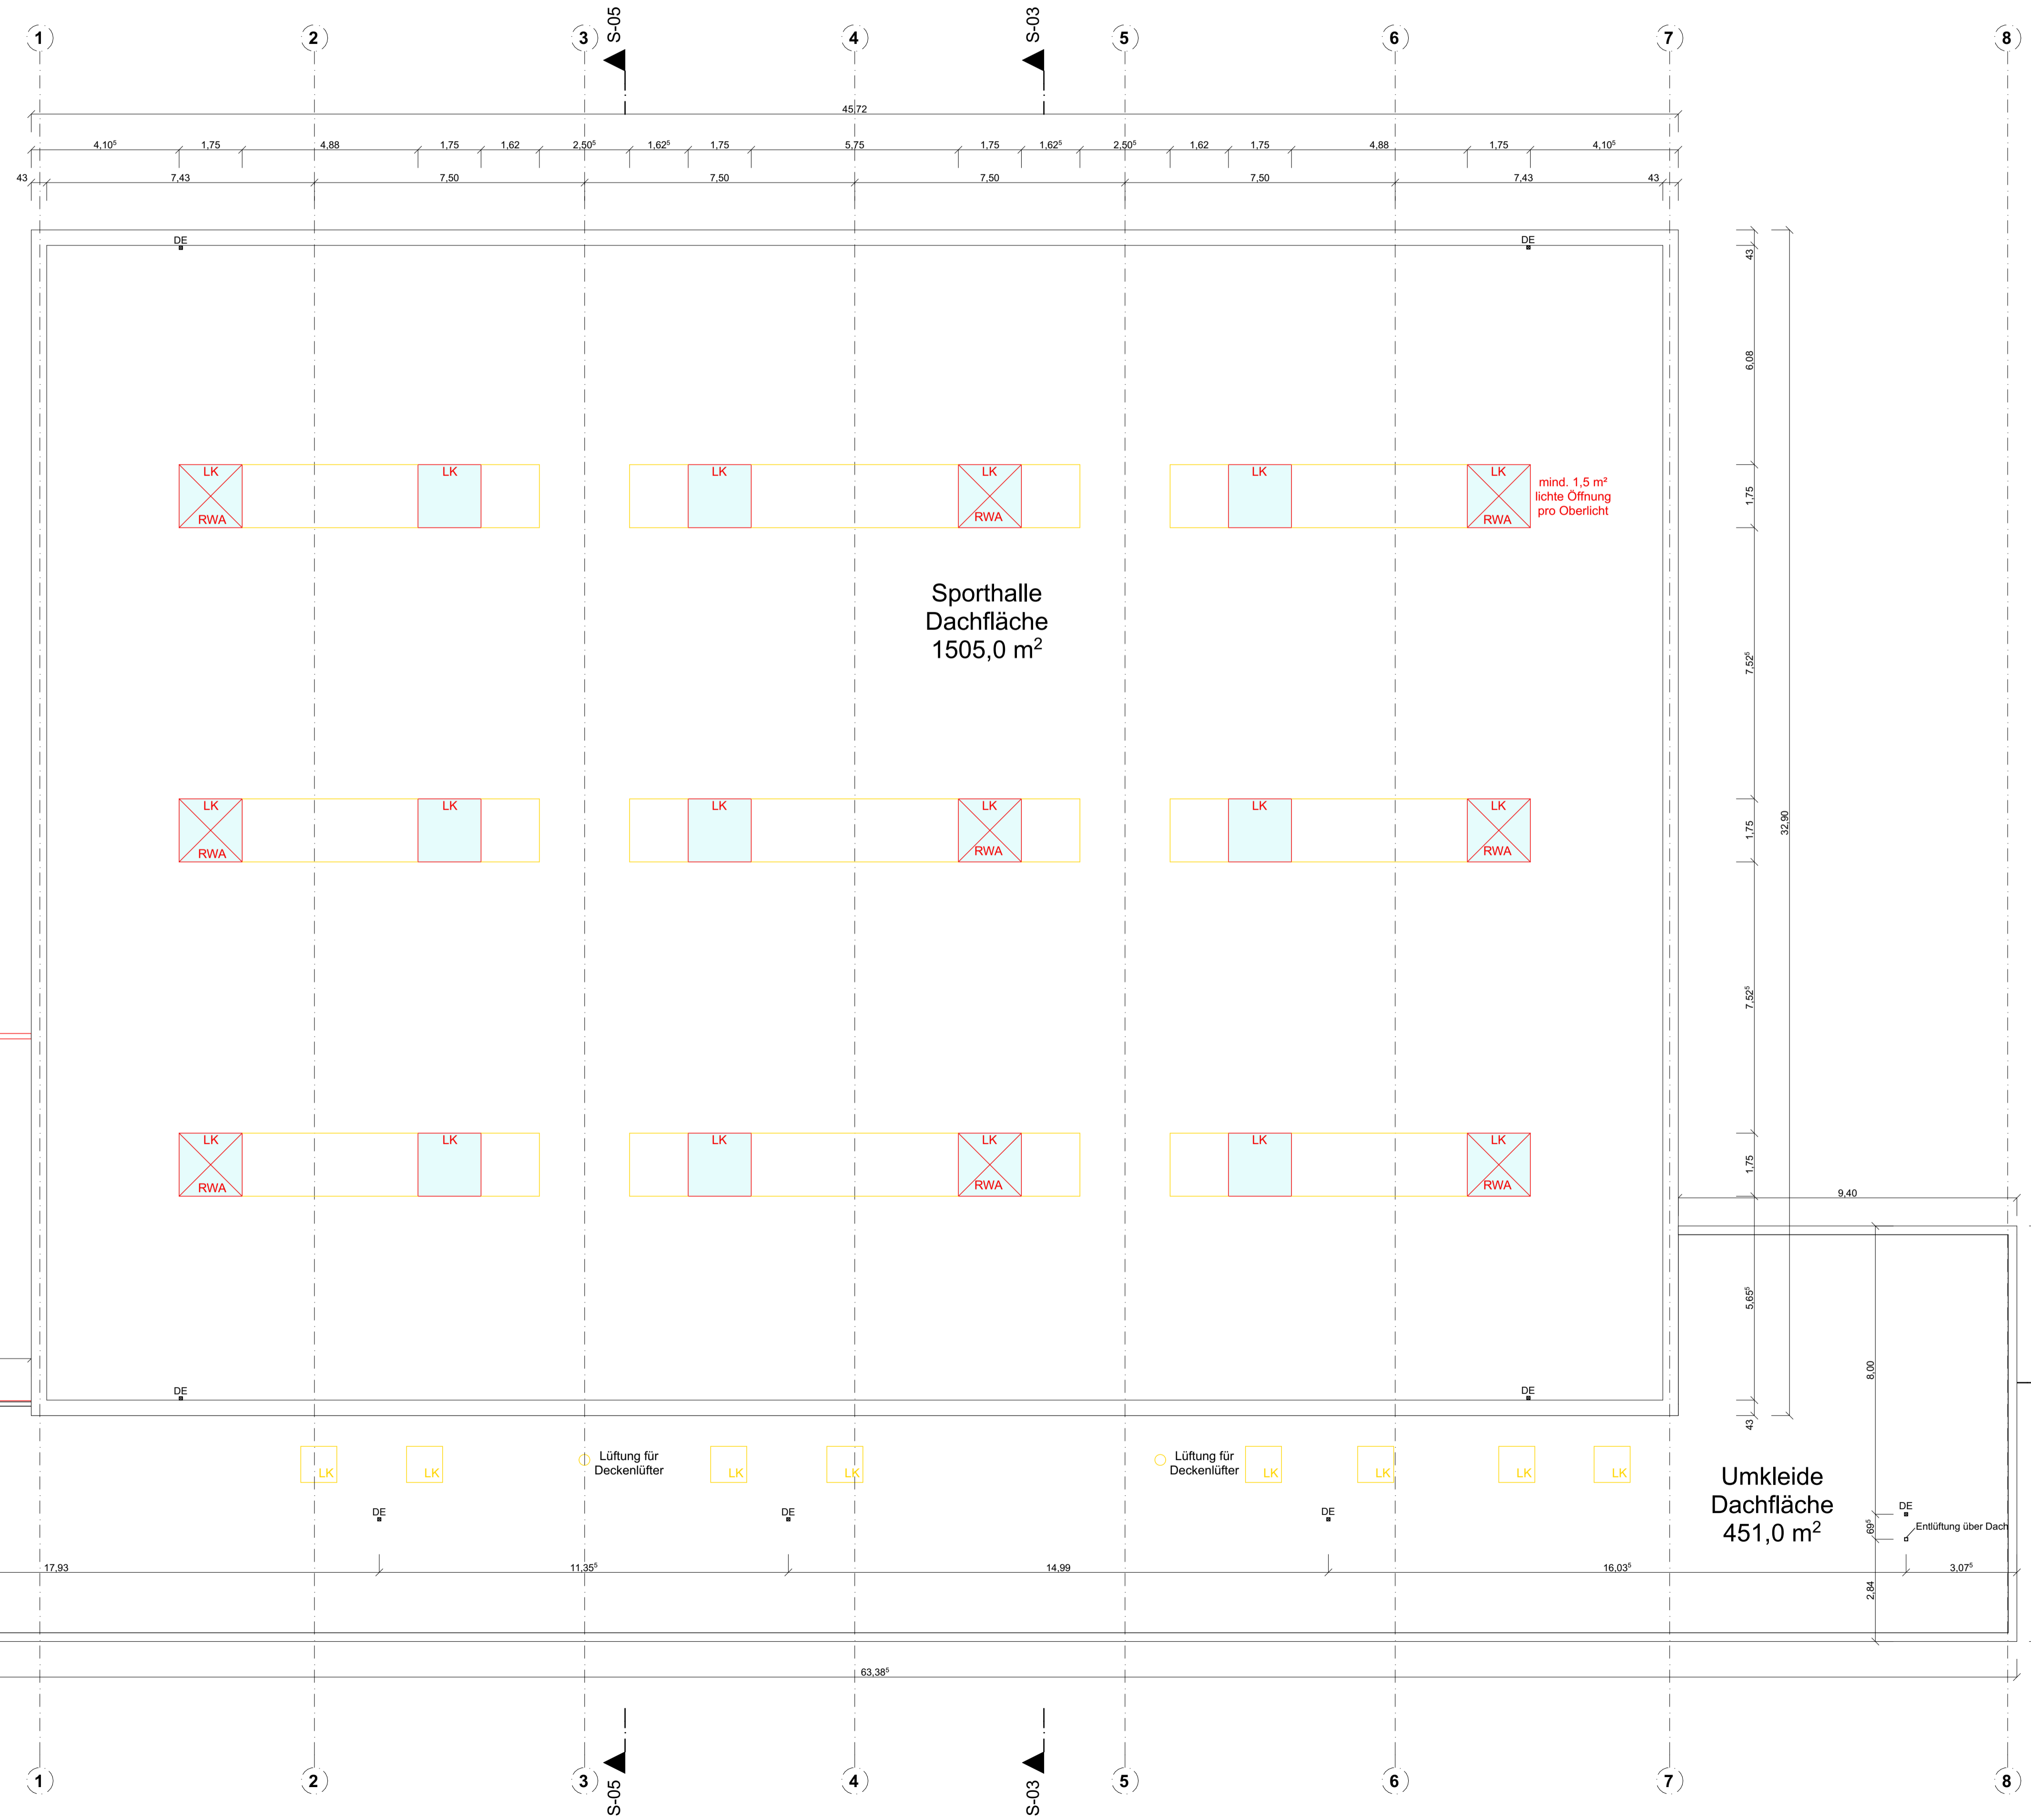 1 2 3 S-05 4 S-03 5 6 7 8
45,72
4,10⁵ 1,75 4,88 1,75 1,62 2,50⁵ 1,62⁵ 1,75 5,75 1,75 1,62⁵ 2,50⁵ 1,62 1,75 4,88 1,75 4,10⁵
43 7,43 7,50 7,50 7,50 7,50 7,43 43
DE DE
43
6,08
LK LK LK LK LK LK
RWA RWA RWA
mind. 1,5 m²
lichte Öffnung
pro Oberlicht
1,75
Sporthalle
Dachfläche
1505,0 m²
7,52⁵
LK LK LK LK LK LK
RWA RWA RWA
1,75
32,90
7,52⁵
LK LK LK LK LK LK
RWA RWA RWA
1,75
9,40
5,65⁵
8,00
DE DE
43
LK LK
Lüftung für
Deckenlüfter
LK LK
Lüftung für
Deckenlüfter
LK LK LK LK
Umkleide
Dachfläche
451,0 m²
DE DE DE DE
69⁵
Entlüftung über Dach
17,93 11,35⁵ 14,99 16,03⁵ 3,07⁵
2,84
63,38⁵
1 2 3 S-05 4 S-03 5 6 7 8